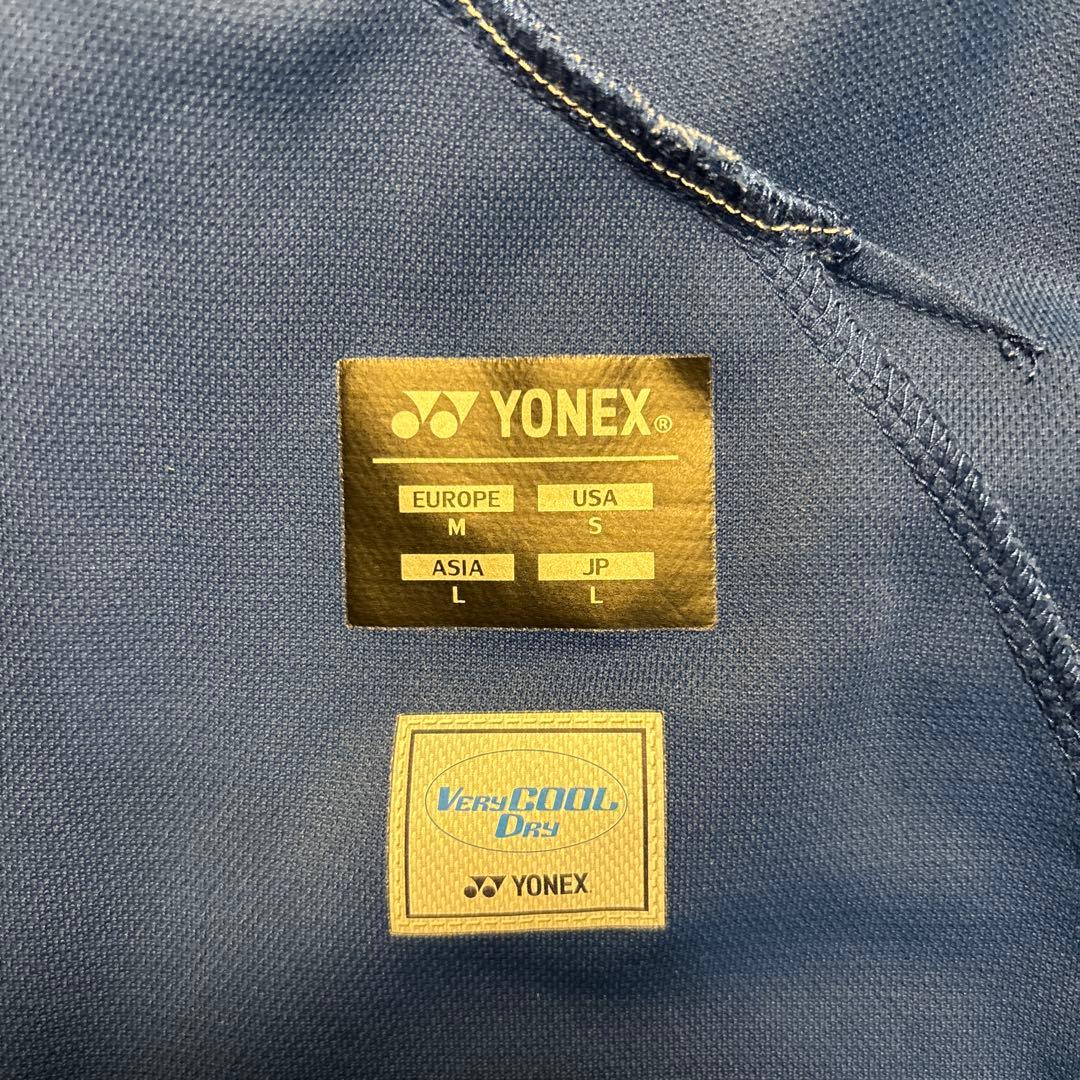 YONEX®
EUROPE USA
M S
ASIA JP
L L
VERYCOOL
DRY
YONEX